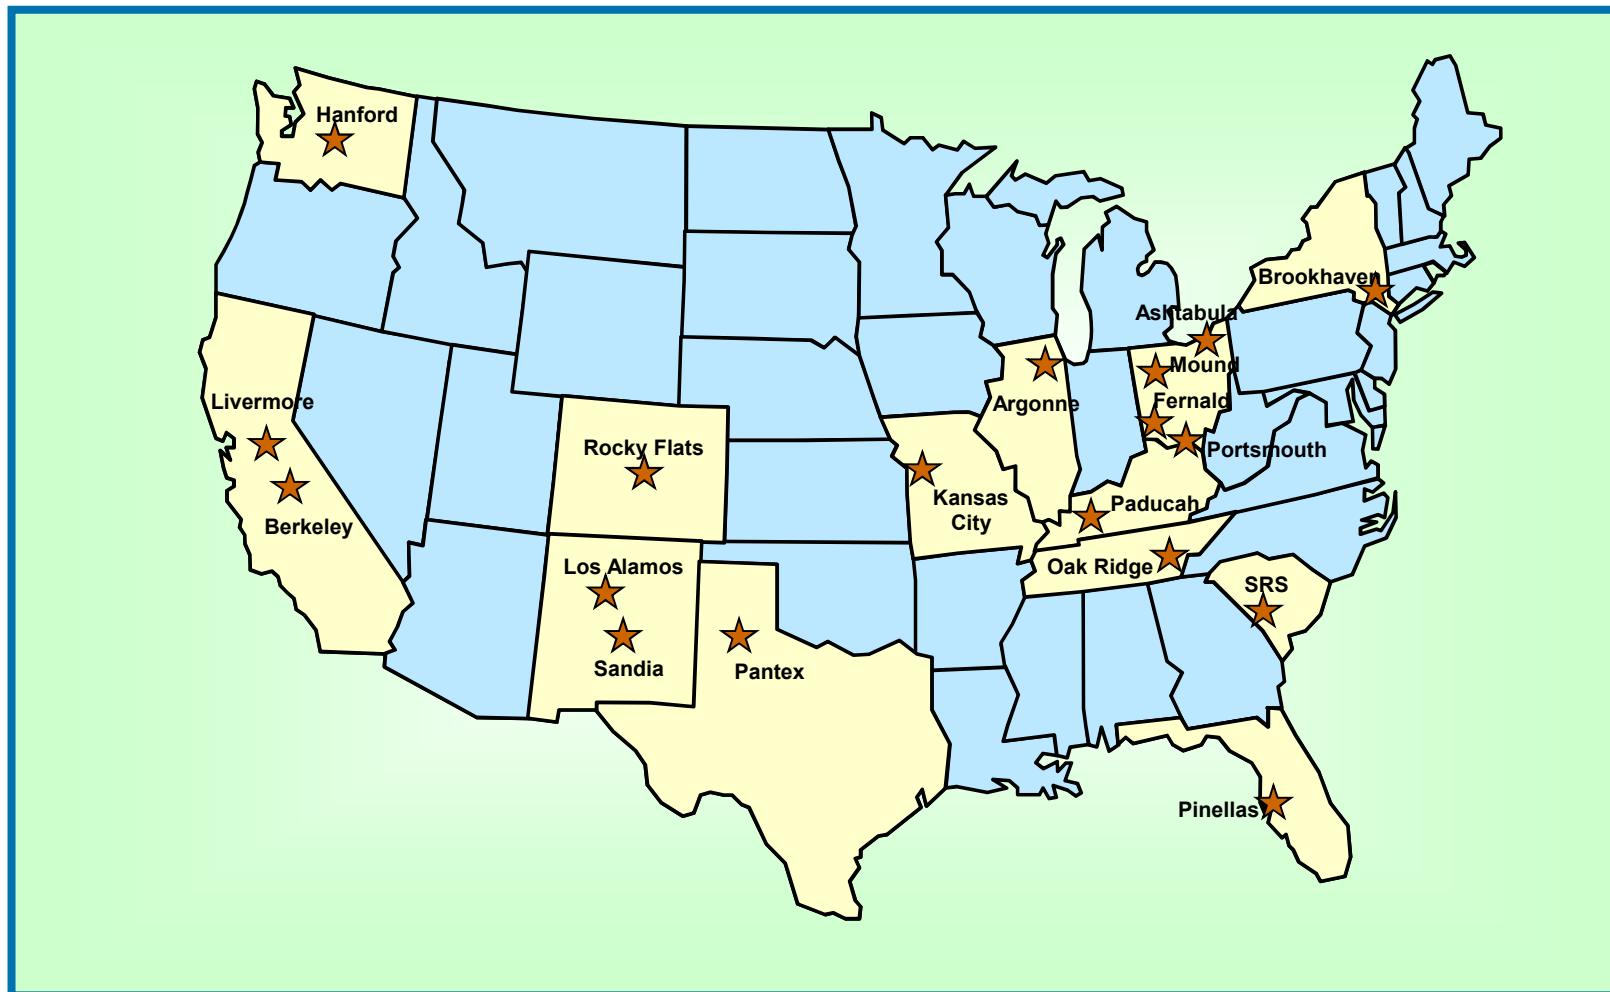 Hanford
Brookhaven
Ashtabula
Mound
Livermore
Argonne
Fernald
Rocky Flats
Portsmouth
Kansas
City
Paducah
Berkeley
Los Alamos
Oak Ridge
SRS
Sandia
Pantex
Pinellas